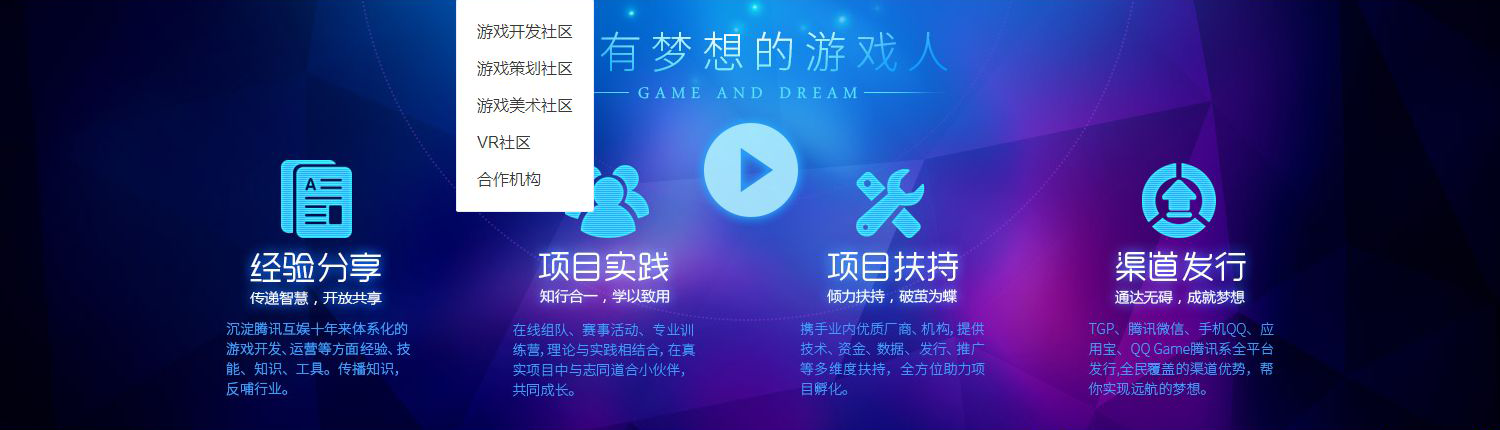 游戏开发社区
游戏策划社区
游戏美术社区
VR社区
合作机构
有梦想的游戏人
GAME AND DREAM
A
经验分享
传递智慧，开放共享
沉淀腾讯互娱十年来体系化的
游戏开发、运营等方面经验、技
能、知识、工具。传播知识，
反哺行业。
项目实践
知行合一，学以致用
在线组队、赛事活动、专业训
练营,理论与实践相结合,在真
实项目中与志同道合小伙伴，
共同成长。
项目扶持
倾力扶持，破茧为蝶
携手业内优质厂商、机构,提供
技术、资金、数据、发行、推广
等多维度扶持，全方位助力项
目孵化。
渠道发行
通达无碍，成就梦想
TGP、腾讯微信、手机QQ、应
用宝、QQ Game腾讯系全平台
发行,全民覆盖的渠道优势，帮
你实现远航的梦想。